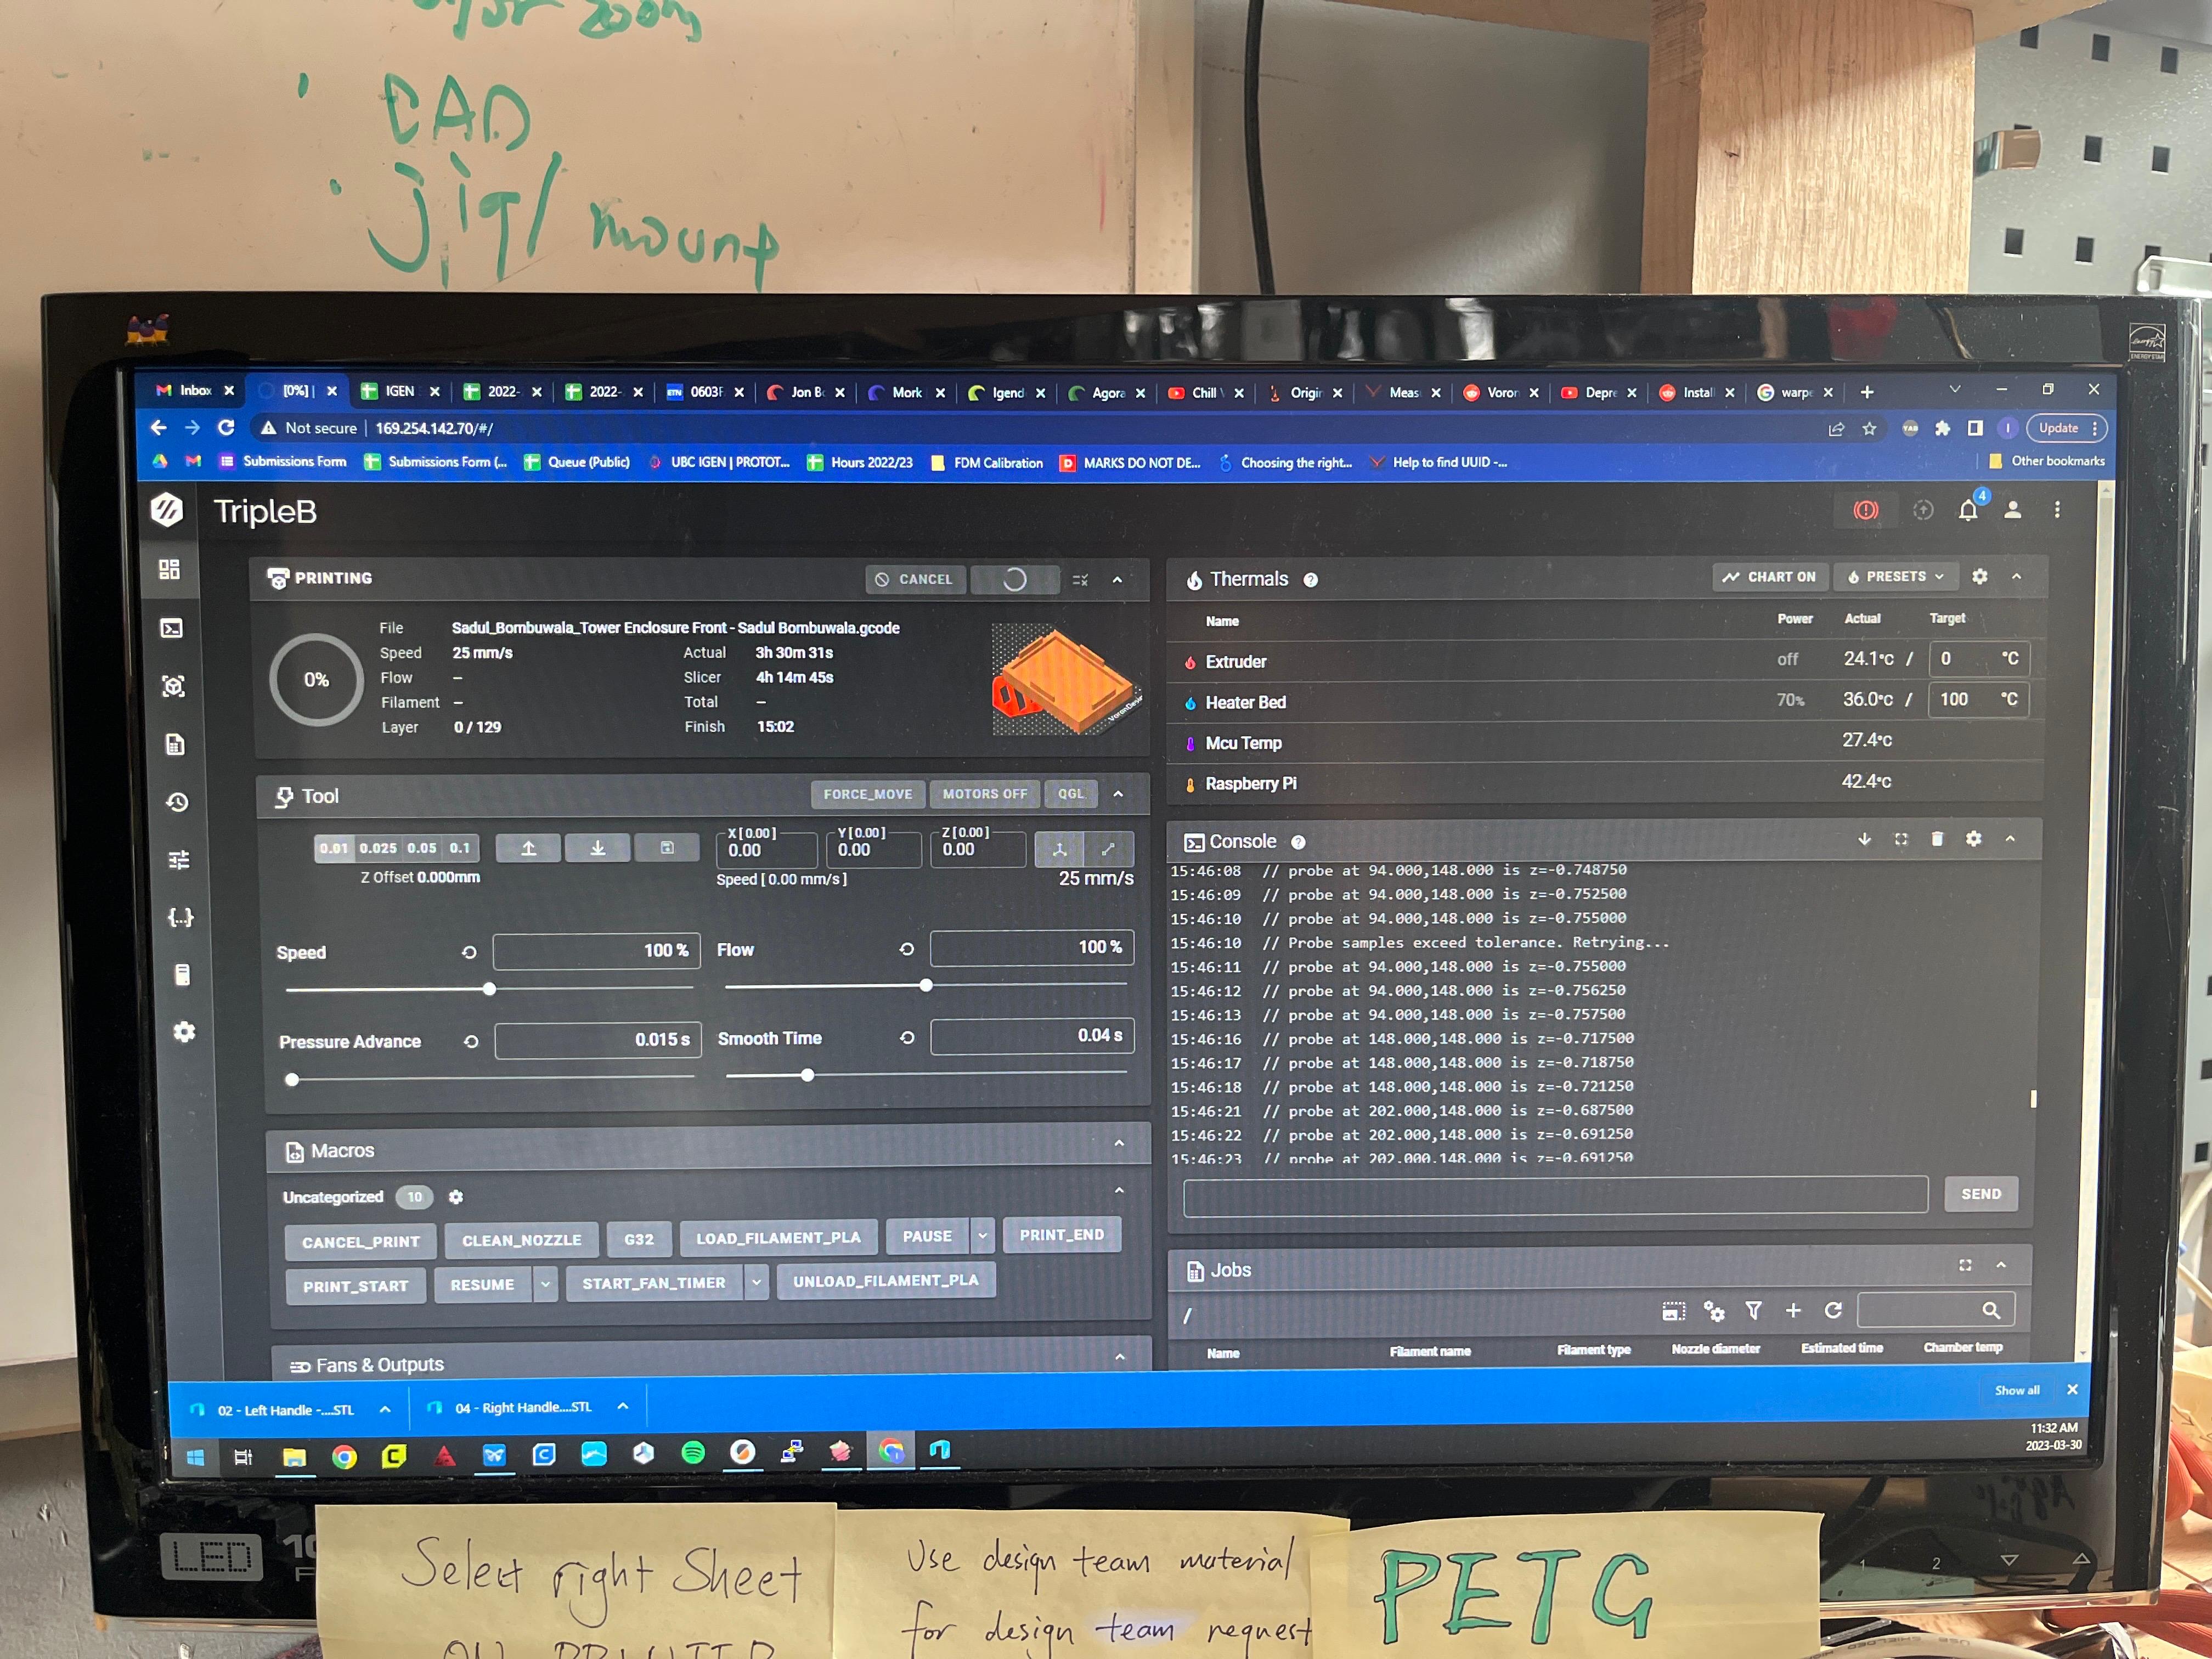 · CAD
· jig/ mount
Inbox
[0%] |
IGEN
2022-
2022-
0603F
Jon B
Mork
Igend
Agora
Chill
Origin
Meas
Voron
Depre
Install
warpe
Not secure | 169.254.142.70/#/
Update
Submissions Form
Submissions Form (...
Queue (Public)
UBC IGEN | PROTOT...
Hours 2022/23
FDM Calibration
MARKS DO NOT DE...
Choosing the right...
Help to find UUID -...
Other bookmarks
TripleB
4
PRINTING
CANCEL
0%
File Sadul_Bombuwala_Tower Enclosure Front - Sadul Bombuwala.gcode
Speed 25 mm/s Actual 3h 30m 31s
Flow – Slicer 4h 14m 45s
Filament – Total –
Layer 0 / 129 Finish 15:02
Tool
FORCE_MOVE MOTORS OFF QGL
0.01 0.025 0.05 0.1
Z Offset 0.000mm
X [ 0.00 ] Y [ 0.00 ] Z [ 0.00 ]
0.00 0.00 0.00
Speed [ 0.00 mm/s ] 25 mm/s
Speed 100 % Flow 100 %
Pressure Advance 0.015 s Smooth Time 0.04 s
Macros
Uncategorized 10
CANCEL_PRINT CLEAN_NOZZLE G32 LOAD_FILAMENT_PLA PAUSE PRINT_END
PRINT_START RESUME START_FAN_TIMER UNLOAD_FILAMENT_PLA
Fans & Outputs
Thermals
CHART ON PRESETS
Name Power Actual Target
Extruder off 24.1°C / 0 °C
Heater Bed 70% 36.0°C / 100 °C
Mcu Temp 27.4°C
Raspberry Pi 42.4°C
Console
15:46:08 // probe at 94.000,148.000 is z=-0.748750
15:46:09 // probe at 94.000,148.000 is z=-0.752500
15:46:10 // probe at 94.000,148.000 is z=-0.755000
15:46:10 // Probe samples exceed tolerance. Retrying...
15:46:11 // probe at 94.000,148.000 is z=-0.755000
15:46:12 // probe at 94.000,148.000 is z=-0.756250
15:46:13 // probe at 94.000,148.000 is z=-0.757500
15:46:16 // probe at 148.000,148.000 is z=-0.717500
15:46:17 // probe at 148.000,148.000 is z=-0.718750
15:46:18 // probe at 148.000,148.000 is z=-0.721250
15:46:21 // probe at 202.000,148.000 is z=-0.687500
15:46:22 // probe at 202.000,148.000 is z=-0.691250
15:46:23 // probe at 202.000,148.000 is z=-0.691250
SEND
Jobs
/
Name Filament name Filament type Nozzle diameter Estimated time Chamber temp
02 - Left Handle -....STL
04 - Right Handle....STL
Show all
11:32 AM
2023-03-30
LED
Select right Sheet
ON PRINTER
Use design team material
for design team request
PETG
1 2
ENERGY STAR